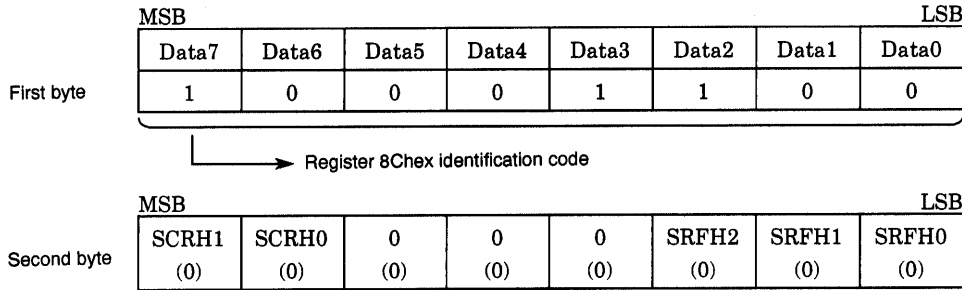 MSB LSB
Data7 Data6 Data5 Data4 Data3 Data2 Data1 Data0
First byte 1 0 0 0 1 1 0 0
Register 8Chex identification code
MSB LSB
SCRH1 SCRH0 0 0 0 SRFH2 SRFH1 SRFH0
Second byte
(0) (0) (0) (0) (0) (0) (0) (0)